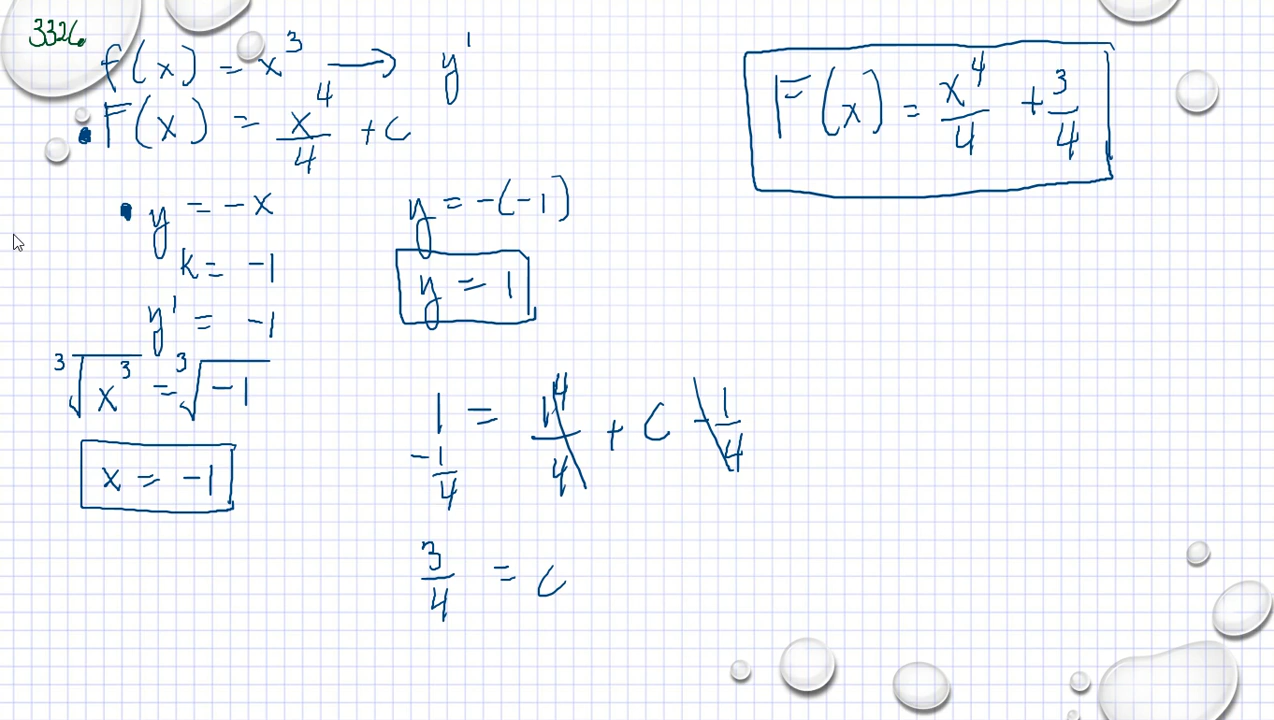 3326.
f(x) = x³ → y'
F(x) = x⁴/4 + C
y = -x
k = -1
y' = -1
∛x³ = ∛-1
x = -1
y = -(-1)
y = 1
1 - 1/4 = 1⁴/4 + C - 1/4
3/4 = C
F(x) = x⁴/4 + 3/4